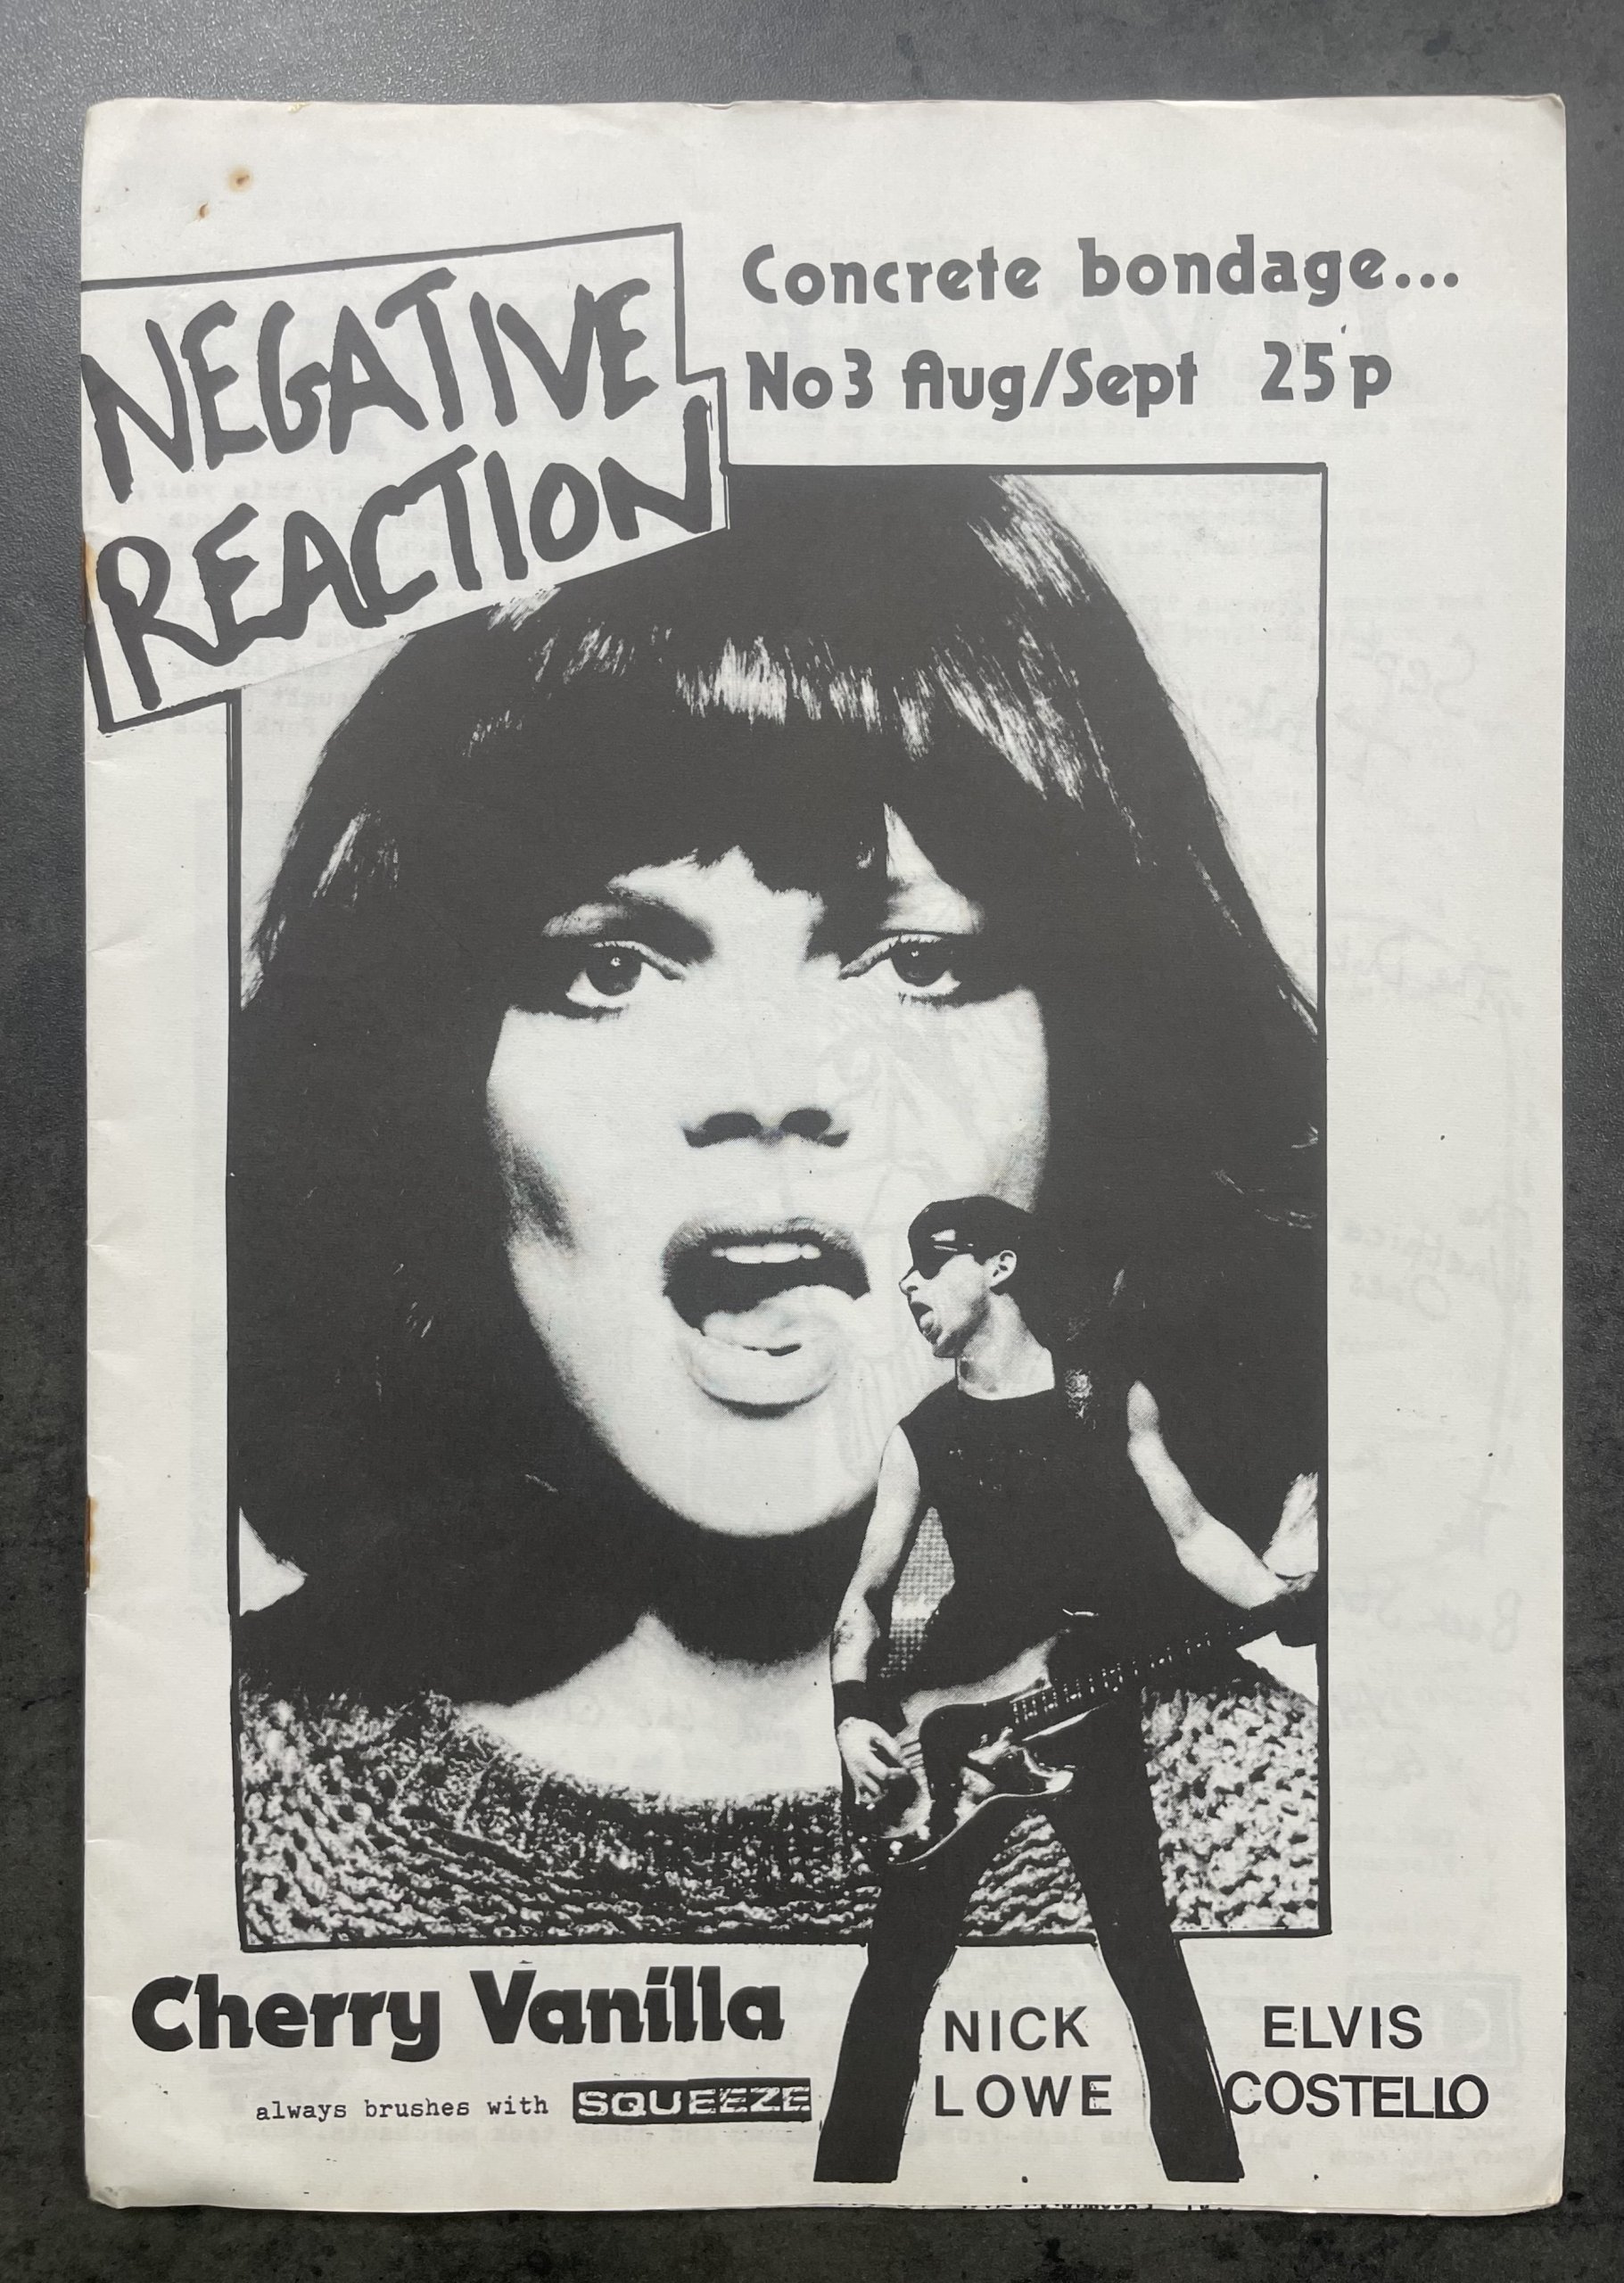 NEGATIVE
REACTION
Concrete bondage...
No3 Aug/Sept 25p
Cherry Vanilla
always brushes with SQUEEZE
NICK
LOWE
ELVIS
COSTELLO